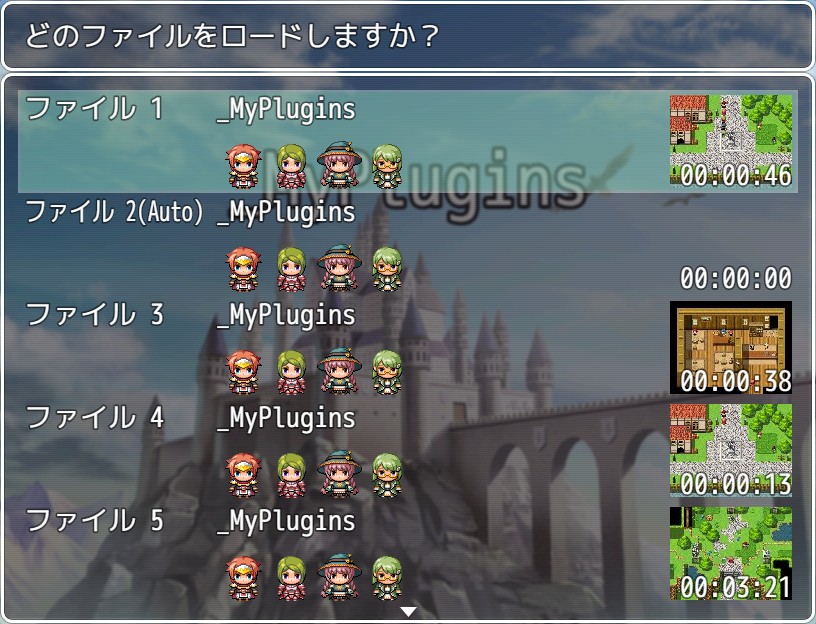 どのファイルをロードしますか？
ファイル 1 _MyPlugins
00:00:46
MyPlugins
ファイル 2(Auto) _MyPlugins
00:00:00
ファイル 3 _MyPlugins
00:00:38
ファイル 4 _MyPlugins
00:00:13
ファイル 5 _MyPlugins
00:03:21